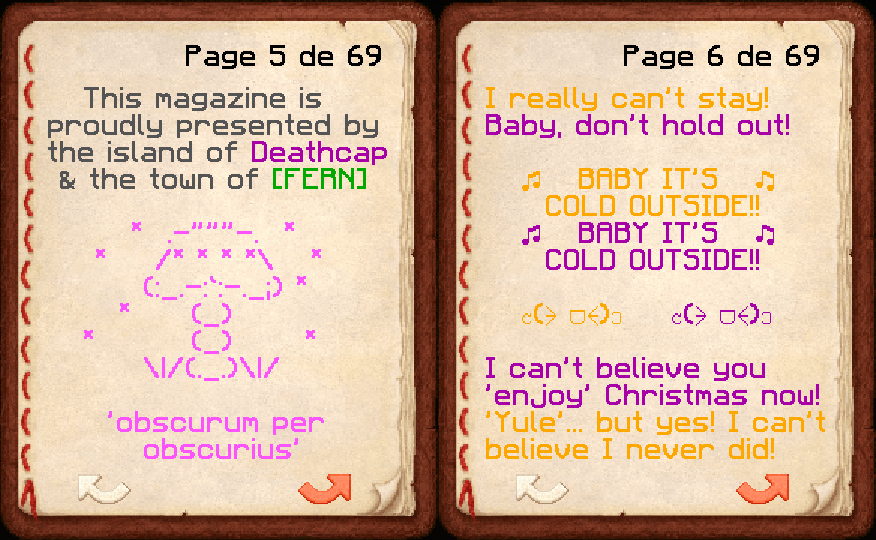 Page 5 de 69
This magazine is
proudly presented by
the island of Deathcap
& the town of [FERN]
'obscurum per
obscurius'
Page 6 de 69
I really can't stay!
Baby, don't hold out!
♫ BABY IT'S ♫
COLD OUTSIDE!!
♫ BABY IT'S ♫
COLD OUTSIDE!!
I can't believe you
'enjoy' Christmas now!
'Yule'... but yes! I can't
believe I never did!